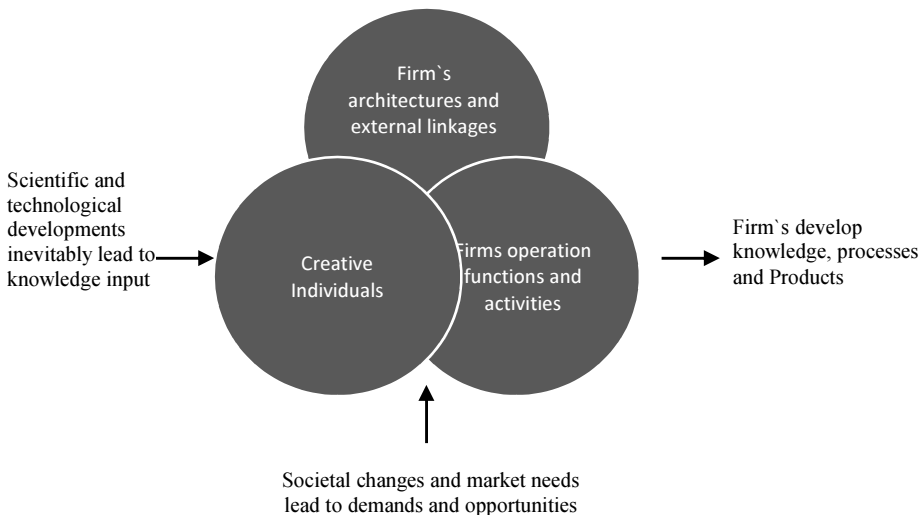 Firm`s
architectures and
external linkages
Scientific and
technological
developments
inevitably lead to
knowledge input
Creative
Individuals
Firms operation
functions and
activities
Firm`s develop
knowledge, processes
and Products
Societal changes and market needs
lead to demands and opportunities